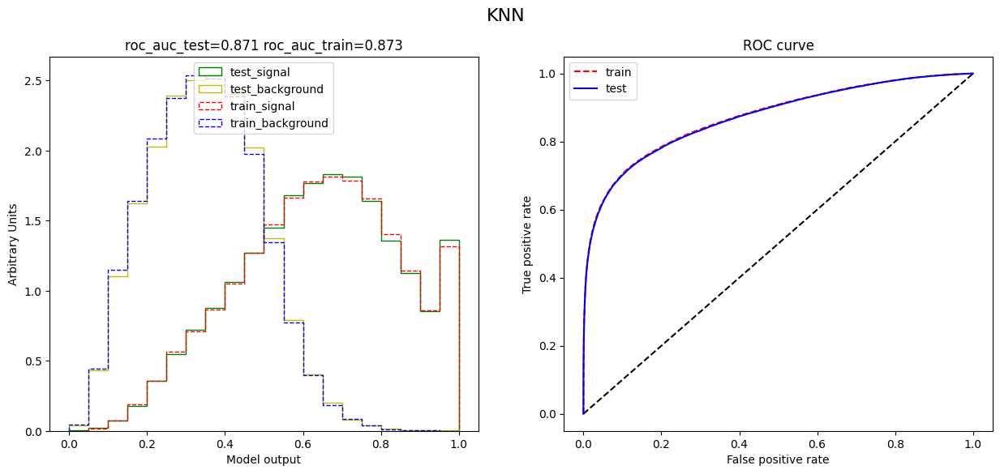 KNN
roc_auc_test=0.871 roc_auc_train=0.873
test_signal
test_background
train_signal
train_background
2.5
2.0
1.5
1.0
0.5
0.0
Arbitrary Units
0.0 0.2 0.4 0.6 0.8 1.0
Model output
ROC curve
train
test
1.0
0.8
0.6
0.4
0.2
0.0
True positive rate
0.0 0.2 0.4 0.6 0.8 1.0
False positive rate